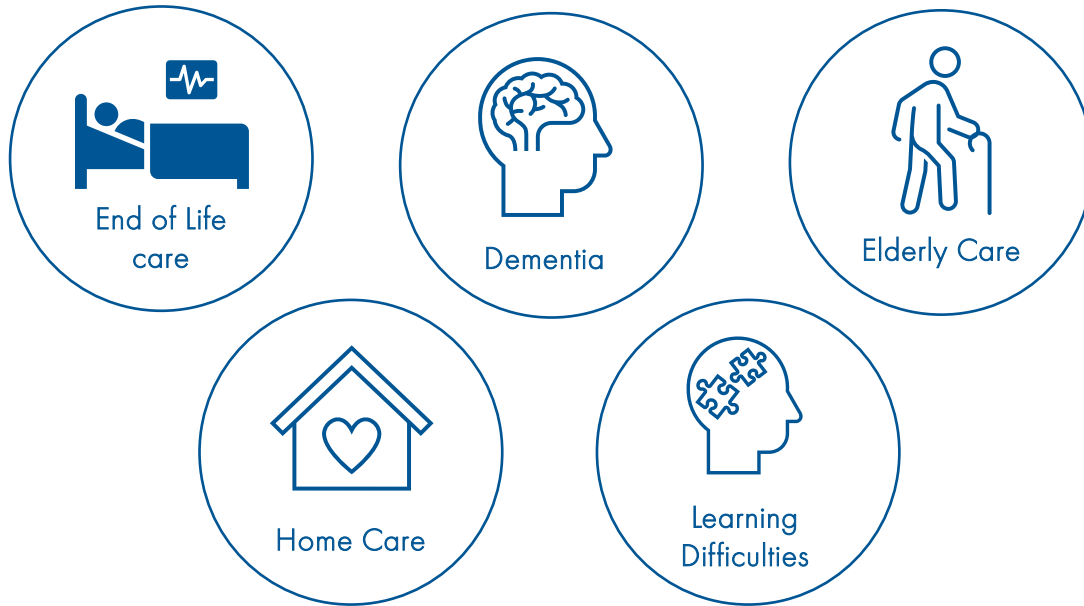 End of Life
care
Dementia
Elderly Care
Home Care
Learning
Difficulties